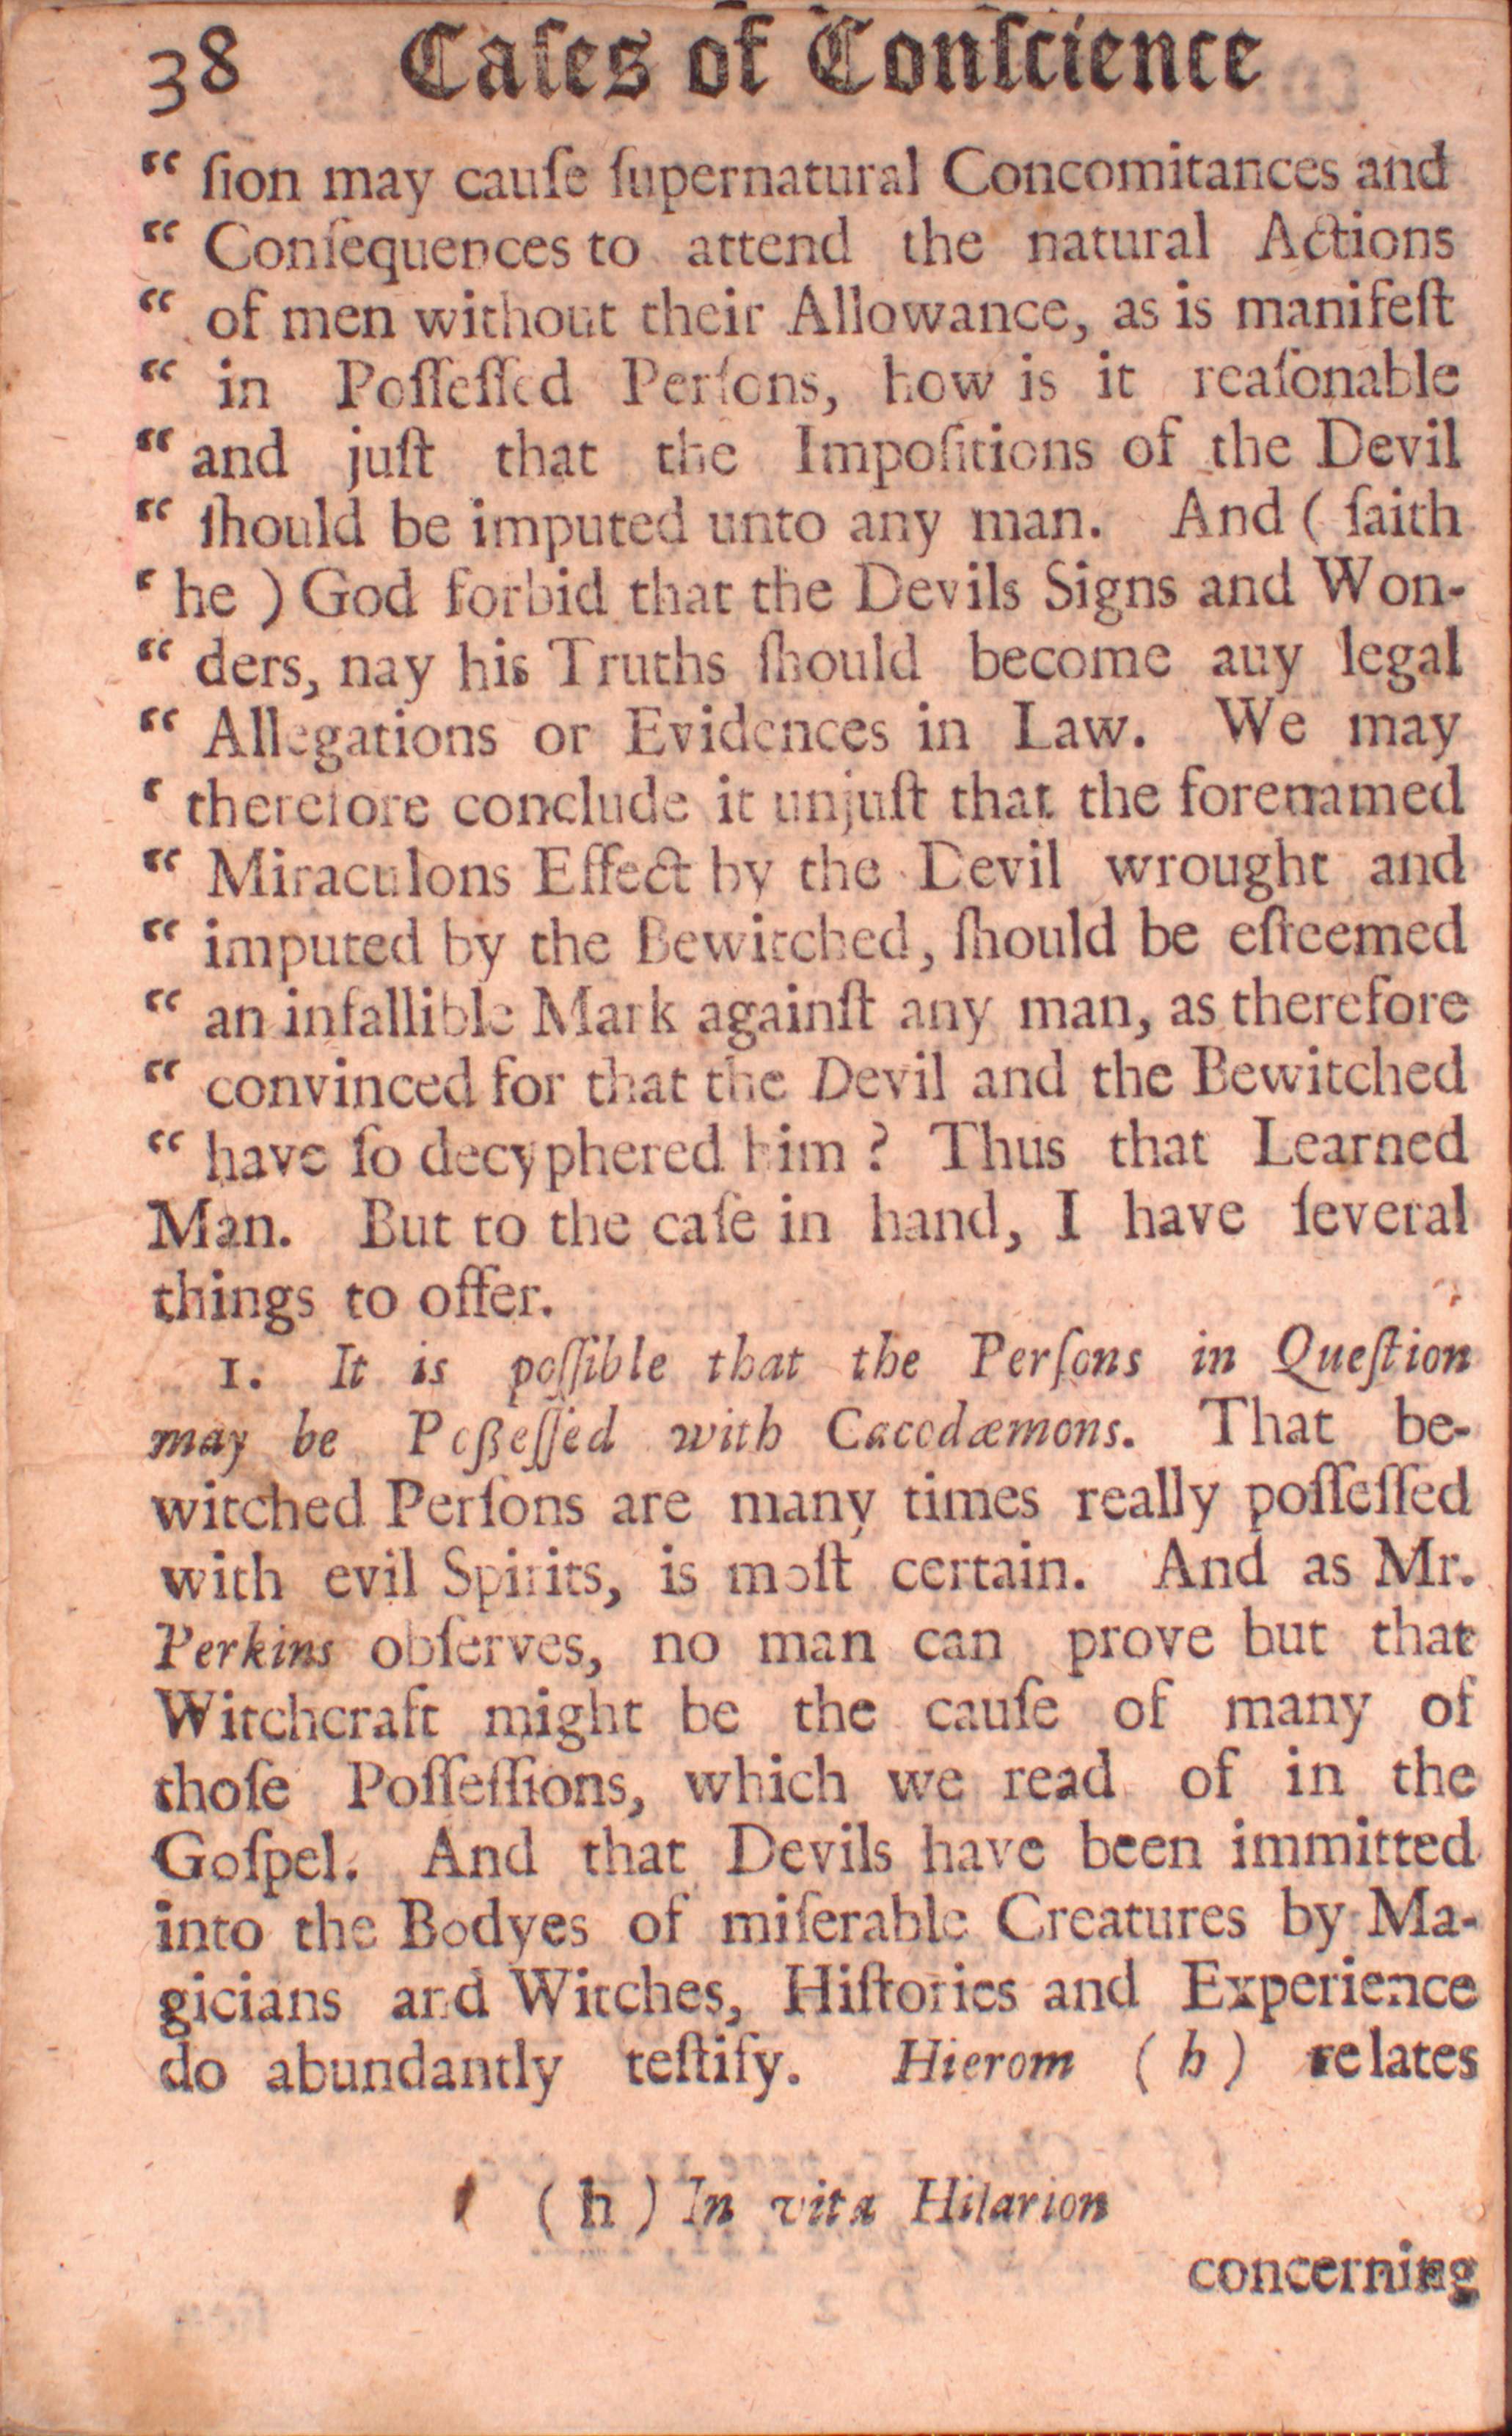 38 Caſes of Conſcience
“ ſion may cauſe ſupernatural Concomitances and
“ Conſequences to attend the natural Actions
“ of men without their Allowance, as is manifeſt
“ in Poſſeſſed Perſons, how is it reaſonable
“ and juſt that the Impoſitions of the Devil
“ ſhould be imputed unto any man. And ( ſaith
‘ he ) God forbid that the Devils Signs and Won-
“ ders, nay his Truths ſhould become auy legal
“ Allegations or Evidences in Law. We may
‘ therefore conclude it unjuſt that the forenamed
“ Miraculons Effect by the Devil wrought and
“ imputed by the Bewitched, ſhould be eſteemed
“ an infallible Mark againſt any man, as therefore
“ convinced for that the Devil and the Bewitched
“ have ſo decyphered him ? Thus that Learned
Man. But to the caſe in hand, I have ſeveral
things to offer.
1. It is poſſible that the Perſons in Queſtion
may be Poßeſſed with Cacodæmons. That be-
witched Perſons are many times really poſſeſſed
with evil Spirits, is moſt certain. And as Mr.
Perkins obſerves, no man can prove but that
Witchcraft might be the cauſe of many of
thoſe Poſſeſſions, which we read of in the
Goſpel. And that Devils have been immitted
into the Bodyes of miſerable Creatures by Ma-
gicians and Witches, Hiſtories and Experience
do abundantly teſtify. Hierom ( h ) relates
( h ) In vita Hilarion
concerning